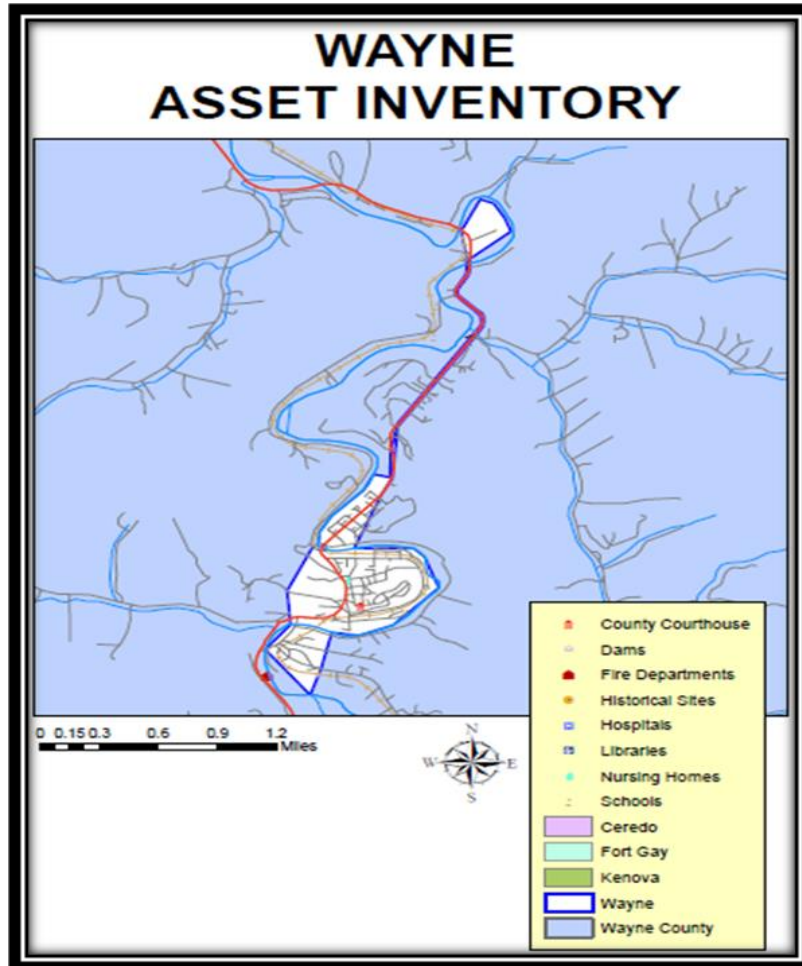 WAYNE
ASSET INVENTORY
County Courthouse
Dams
Fire Departments
Historical Sites
Hospitals
Libraries
Nursing Homes
Schools
Ceredo
Fort Gay
Kenova
Wayne
Wayne County
0 0.15 0.3 0.6 0.9 1.2
Miles
N
W E
S